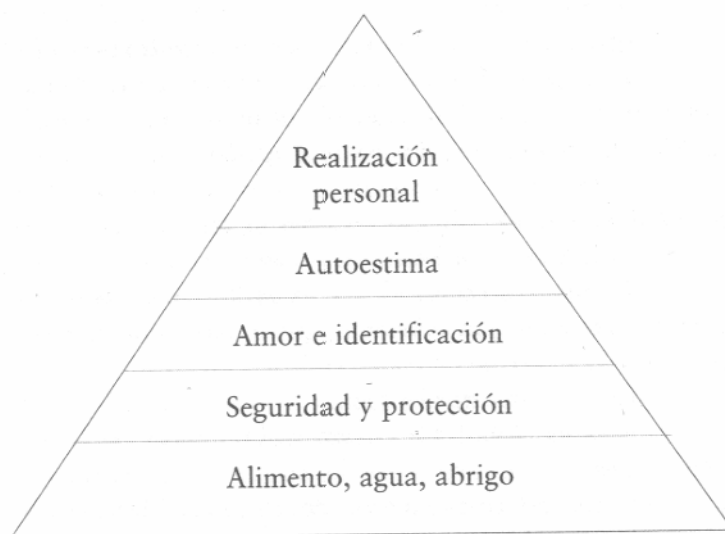 Realización
personal
Autoestima
Amor e identificación
Seguridad y protección
Alimento, agua, abrigo